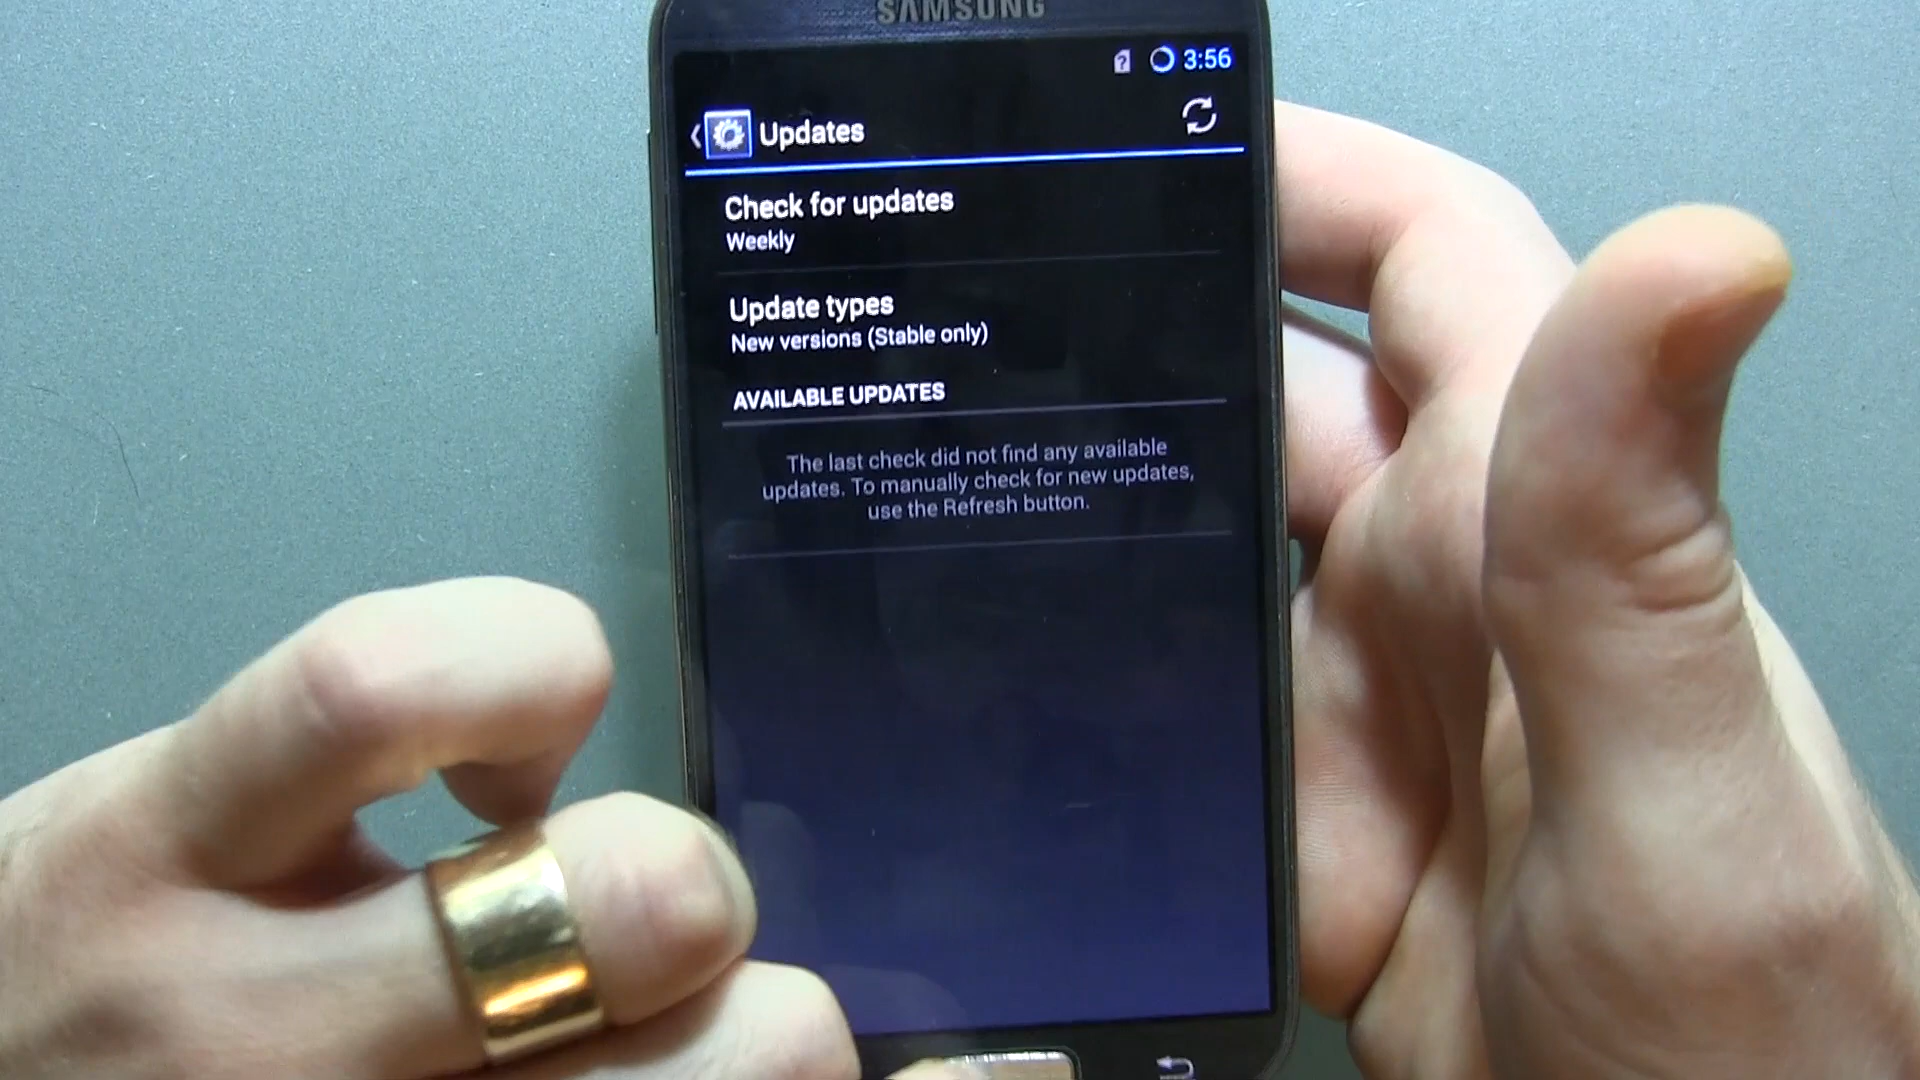 SAMSUNG
3:56
Updates
Check for updates
Weekly
Update types
New versions (Stable only)
AVAILABLE UPDATES
The last check did not find any available
updates. To manually check for new updates,
use the Refresh button.